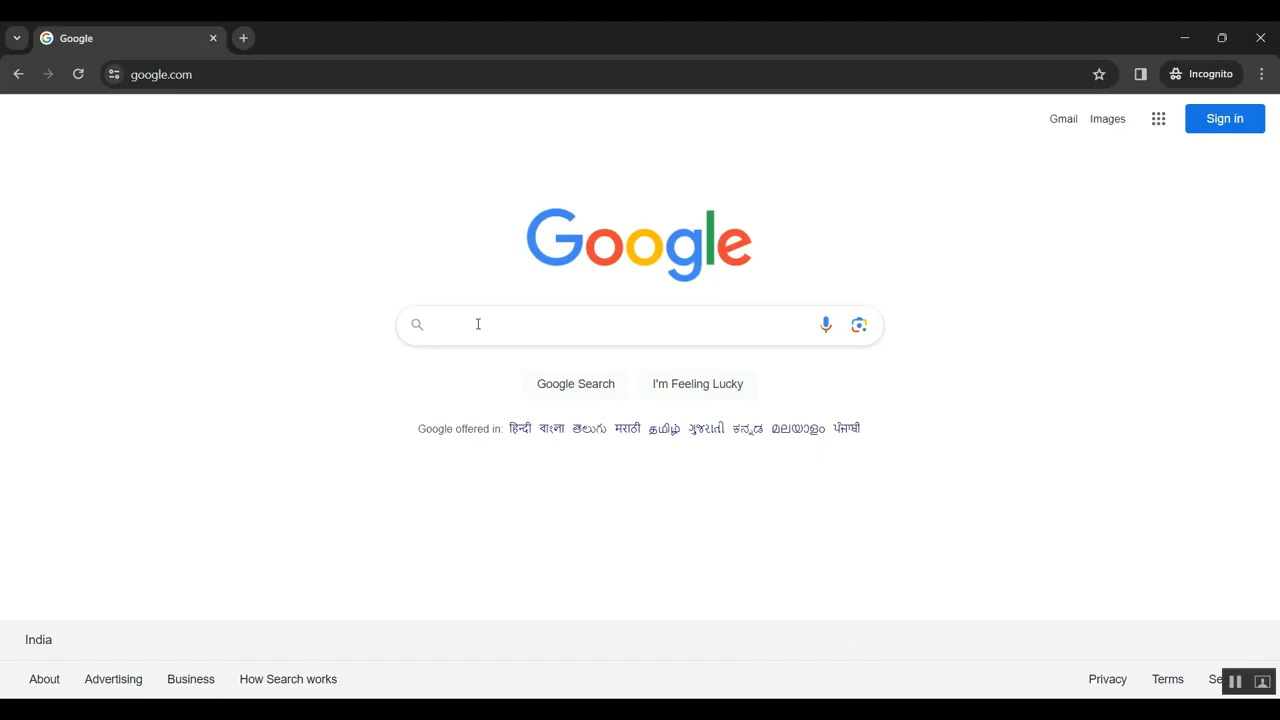 Google
google.com
Incognito
Gmail Images Sign in
Google
Google Search I'm Feeling Lucky
Google offered in: हिन्दी বাংলা తెలుగు मराठी தமிழ் ગુજરાતી ಕನ್ನಡ മലയാളം ਪੰਜਾਬੀ
India
About Advertising Business How Search works Privacy Terms Se